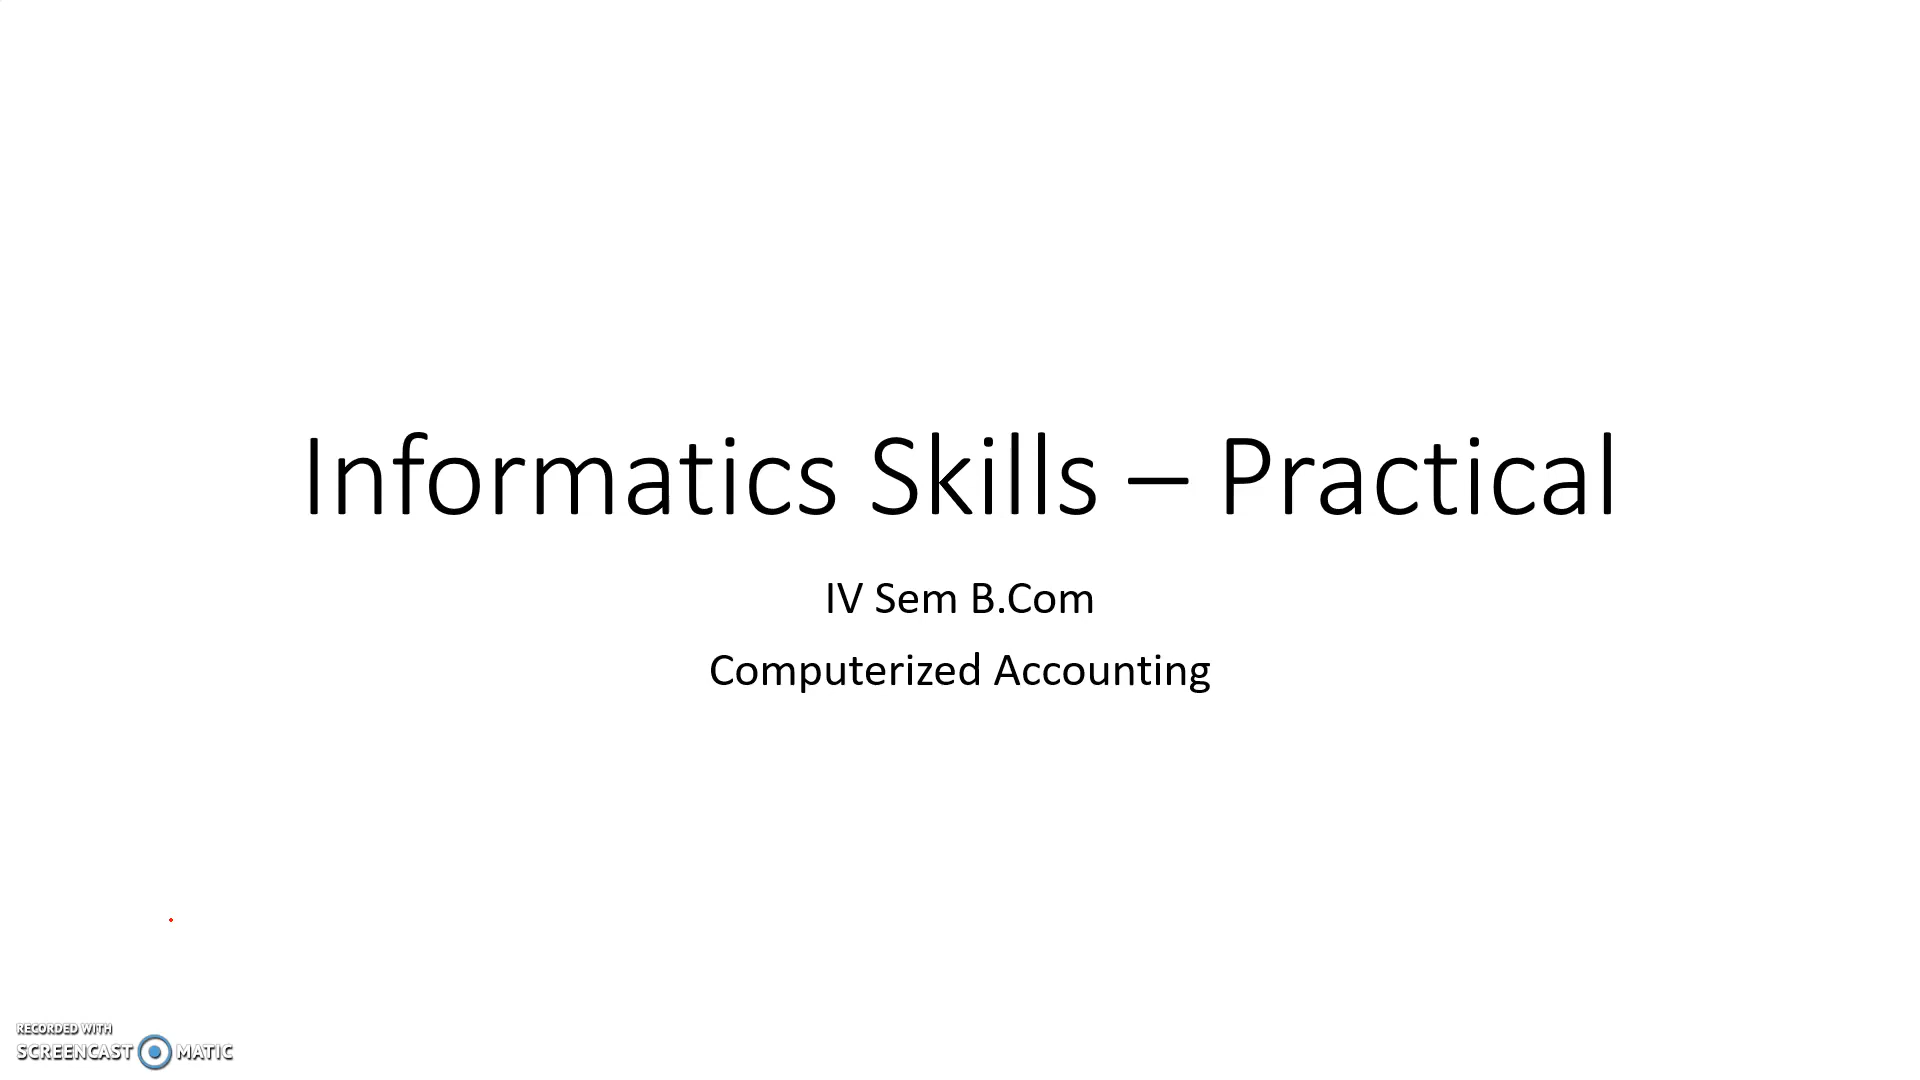 Informatics Skills – Practical
IV Sem B.Com
Computerized Accounting
RECORDED WITH
SCREENCAST MATIC